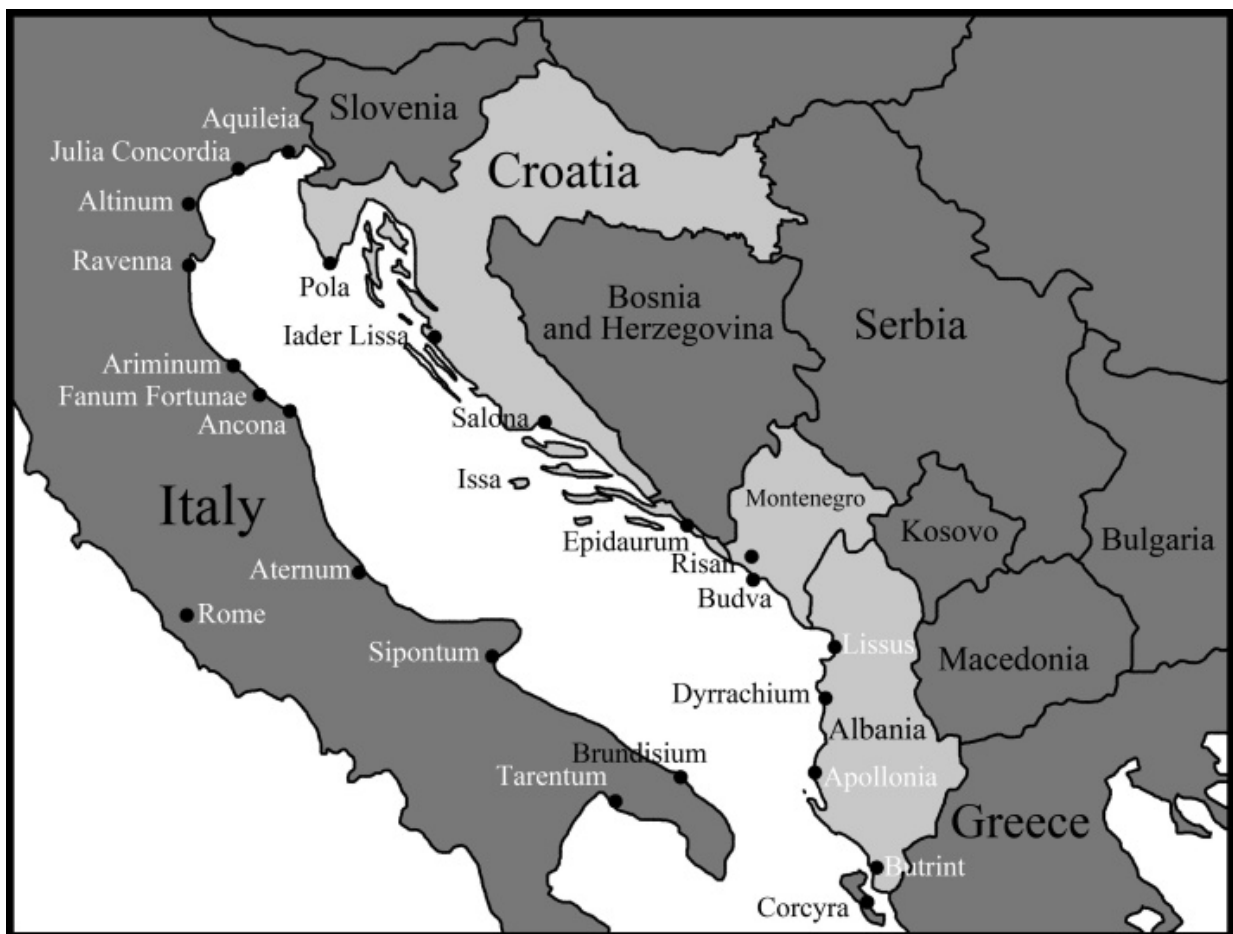 Slovenia
Aquileia
Julia Concordia
Croatia
Altinum
Ravenna
Pola
Bosnia
and Herzegovina
Serbia
Iader Lissa
Ariminum
Fanum Fortunae
Ancona
Salona
Issa
Italy
Montenegro
Kosovo
Bulgaria
Epidaurum
Risan
Budva
Aternum
Rome
Sipontum
Lissus
Macedonia
Dyrrachium
Albania
Brundisium
Tarentum
Apollonia
Greece
Butrint
Corcyra